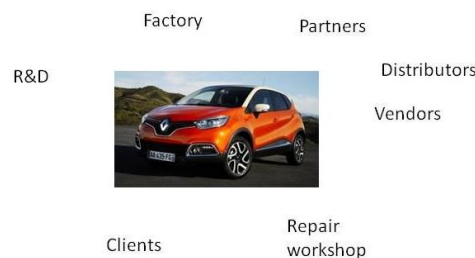 Factory
Partners
R&D
Distributors
Vendors
Clients
Repair
workshop